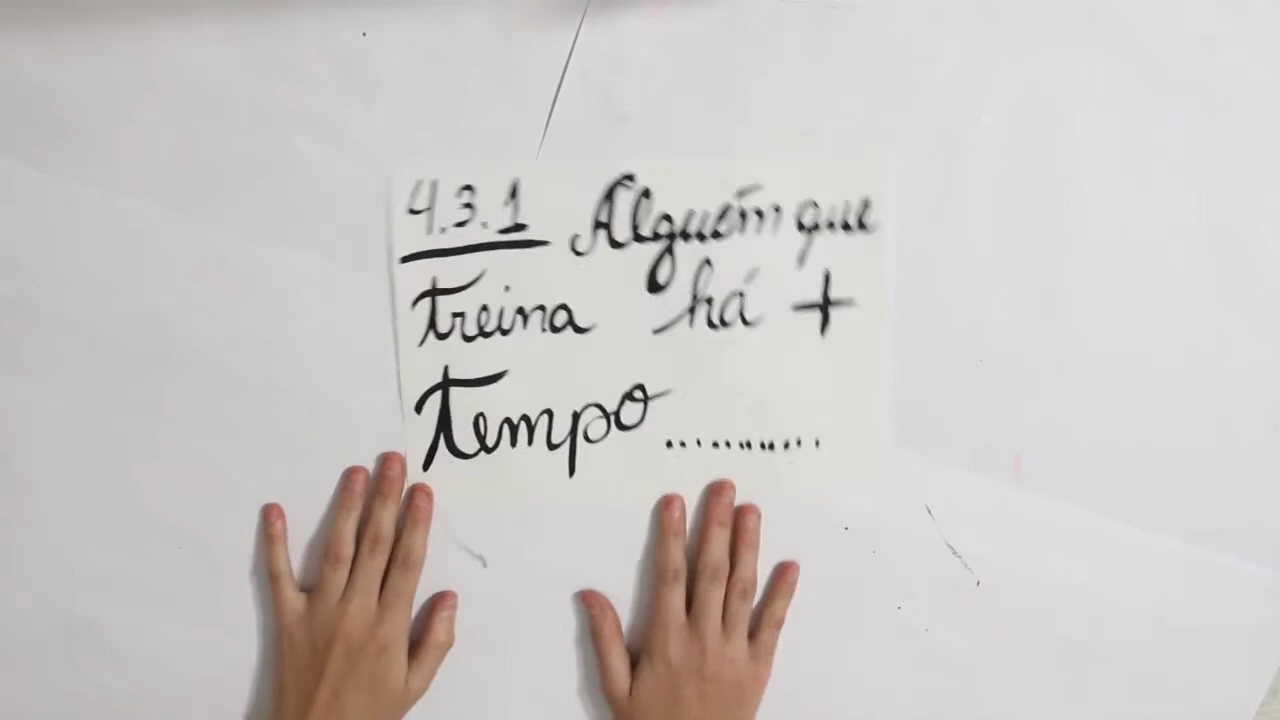 4.3.1 Alguém que
treina há +
tempo ..........